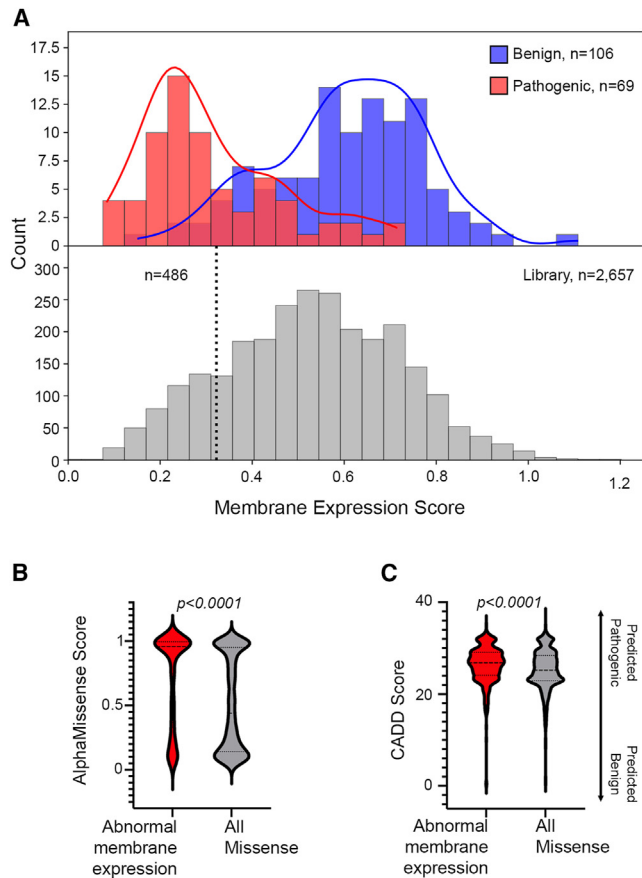 A
17.5
15.0
12.5
10.0
7.5
5.0
2.5
0
Benign, n=106
Pathogenic, n=69
Count
300
250
200
150
100
50
0
n=486
Library, n=2,657
0.0 0.2 0.4 0.6 0.8 1.0 1.2
Membrane Expression Score
B
p<0.0001
AlphaMissense Score
1
0.5
0
Abnormal
membrane
expression
All
Missense
C
p<0.0001
CADD Score
40
20
0
Abnormal
membrane
expression
All
Missense
Predicted
Pathogenic
Predicted
Benign